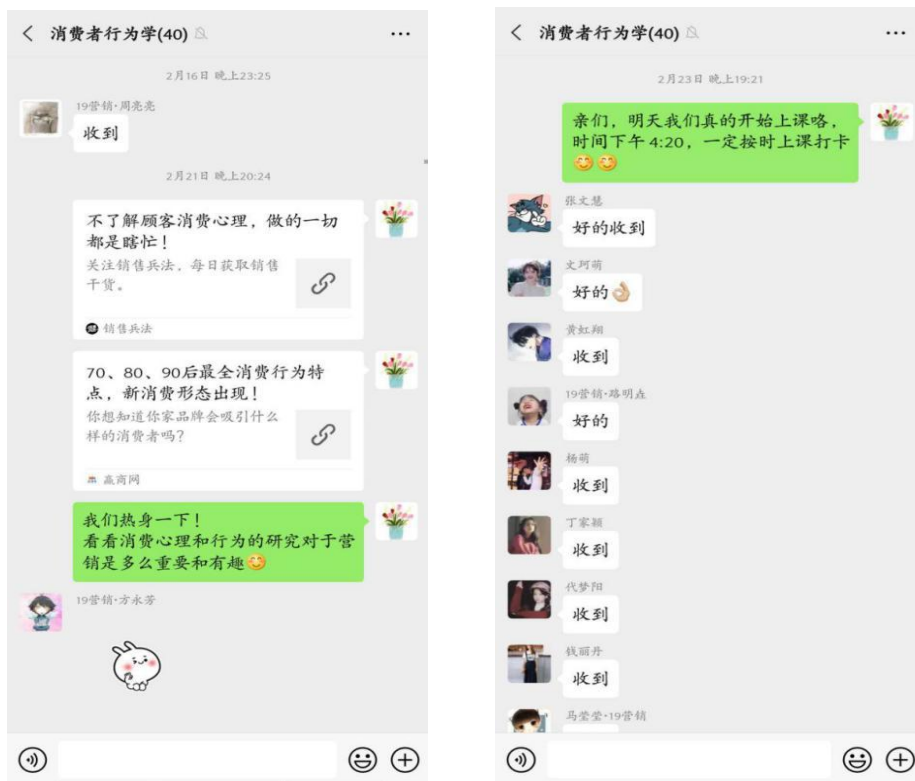 消费者行为学(40)
2月16日 晚上23:25
19营销·周亮亮
收到
2月21日 晚上20:24
不了解顾客消费心理，做的一切
都是瞎忙！
关注销售兵法，每日获取销售
干货。
销售兵法
70、80、90后最全消费行为特
点，新消费形态出现！
你想知道你家品牌会吸引什么
样的消费者吗？
赢商网
我们热身一下！
看看消费心理和行为的研究对于营
销是多么重要和有趣😊
19营销·方永芳
消费者行为学(40)
2月23日 晚上19:21
亲们，明天我们真的开始上课咯，
时间下午 4:20，一定按时上课打卡
😊😊
张文慧
好的收到
文珂萌
好的👌🏼
黄虹翔
收到
19营销·路明垚
好的
杨萌
收到
丁家颖
收到
代梦阳
收到
钱丽丹
收到
马莹莹·19营销